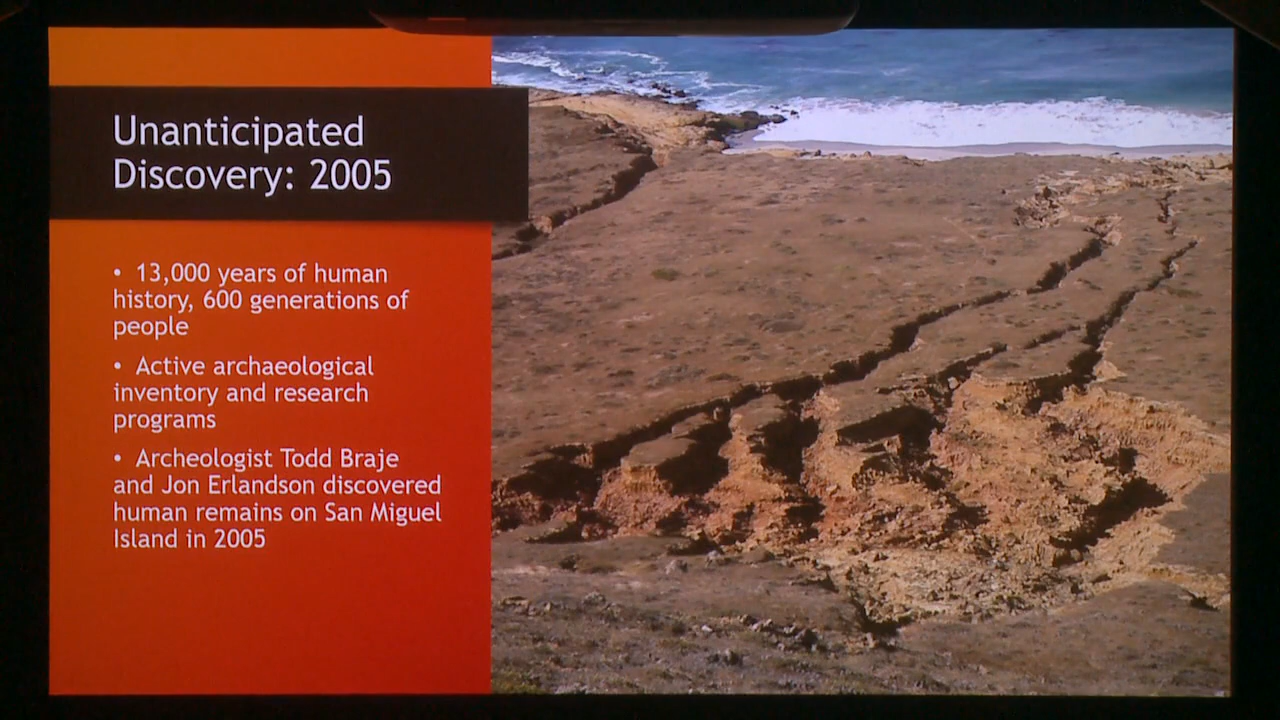 Unanticipated
Discovery: 2005
• 13,000 years of human
history, 600 generations of
people
• Active archaeological
inventory and research
programs
• Archeologist Todd Braje
and Jon Erlandson discovered
human remains on San Miguel
Island in 2005